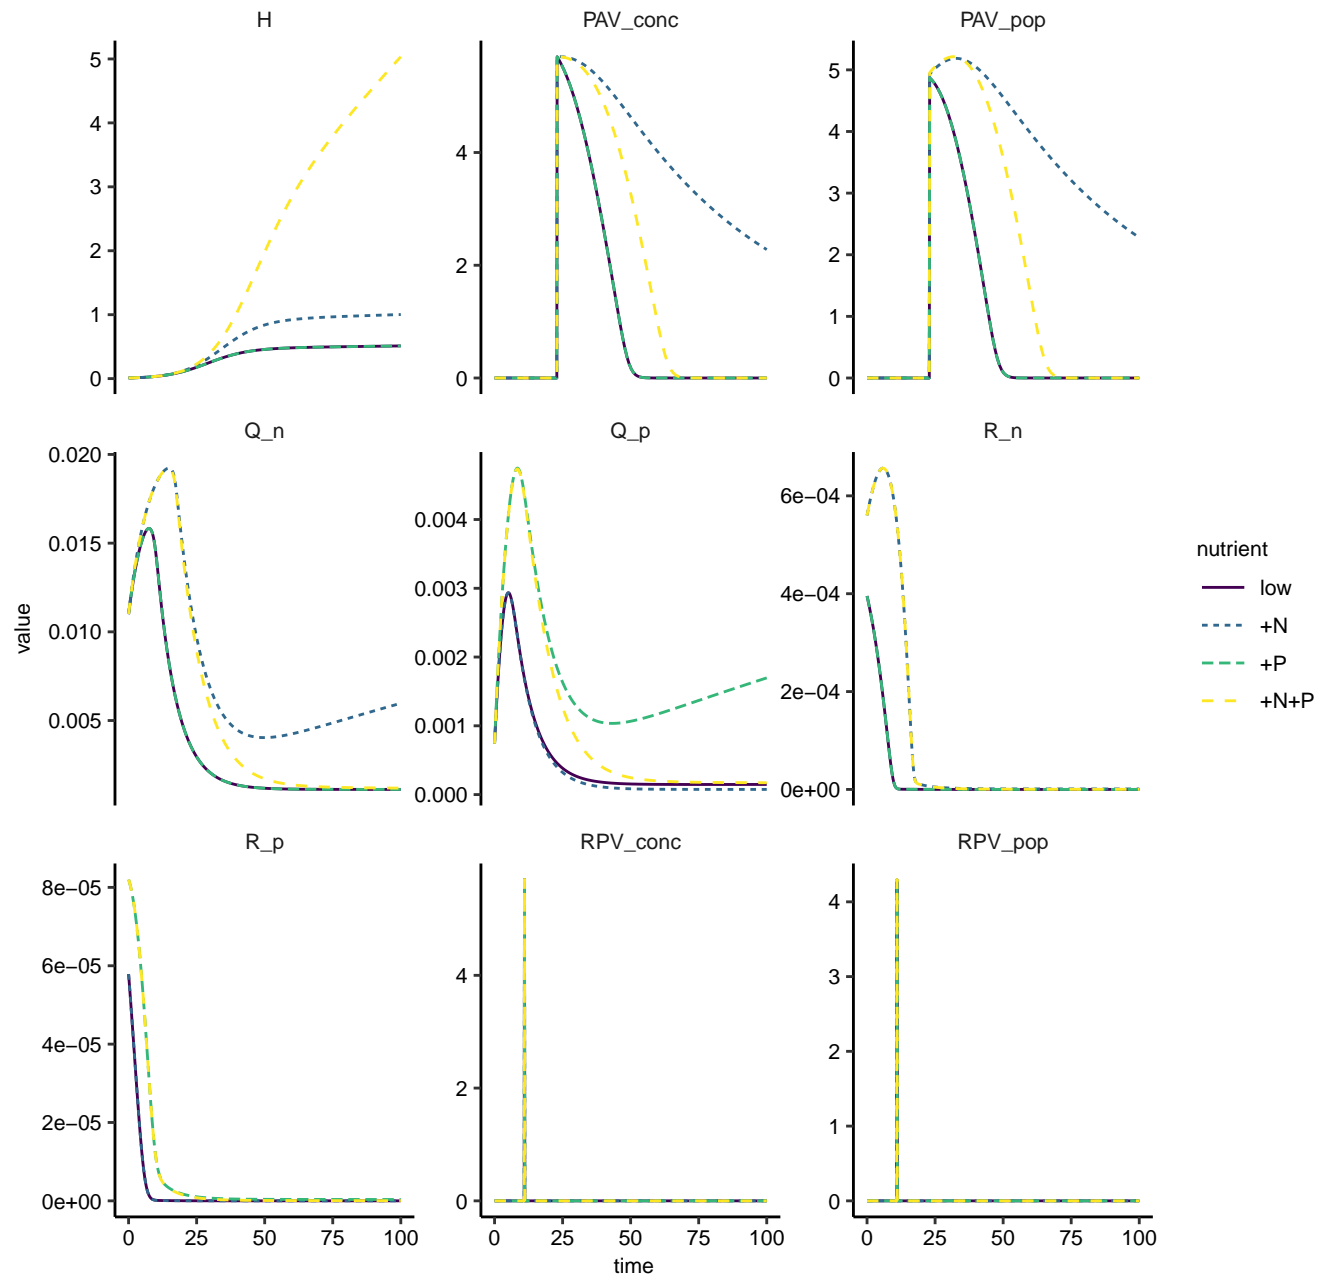 H
PAV_conc
PAV_pop
5
4
3
2
1
0
4
2
0
5
4
3
2
1
0
Q_n
Q_p
R_n
0.020
0.015
0.010
0.005
0.004
0.003
0.002
0.001
0.000
6e−04
4e−04
2e−04
0e+00
R_p
RPV_conc
RPV_pop
8e−05
6e−05
4e−05
2e−05
0e+00
4
2
0
4
3
2
1
0
0 25 50 75 100
0 25 50 75 100
0 25 50 75 100
time
value
nutrient
low
+N
+P
+N+P